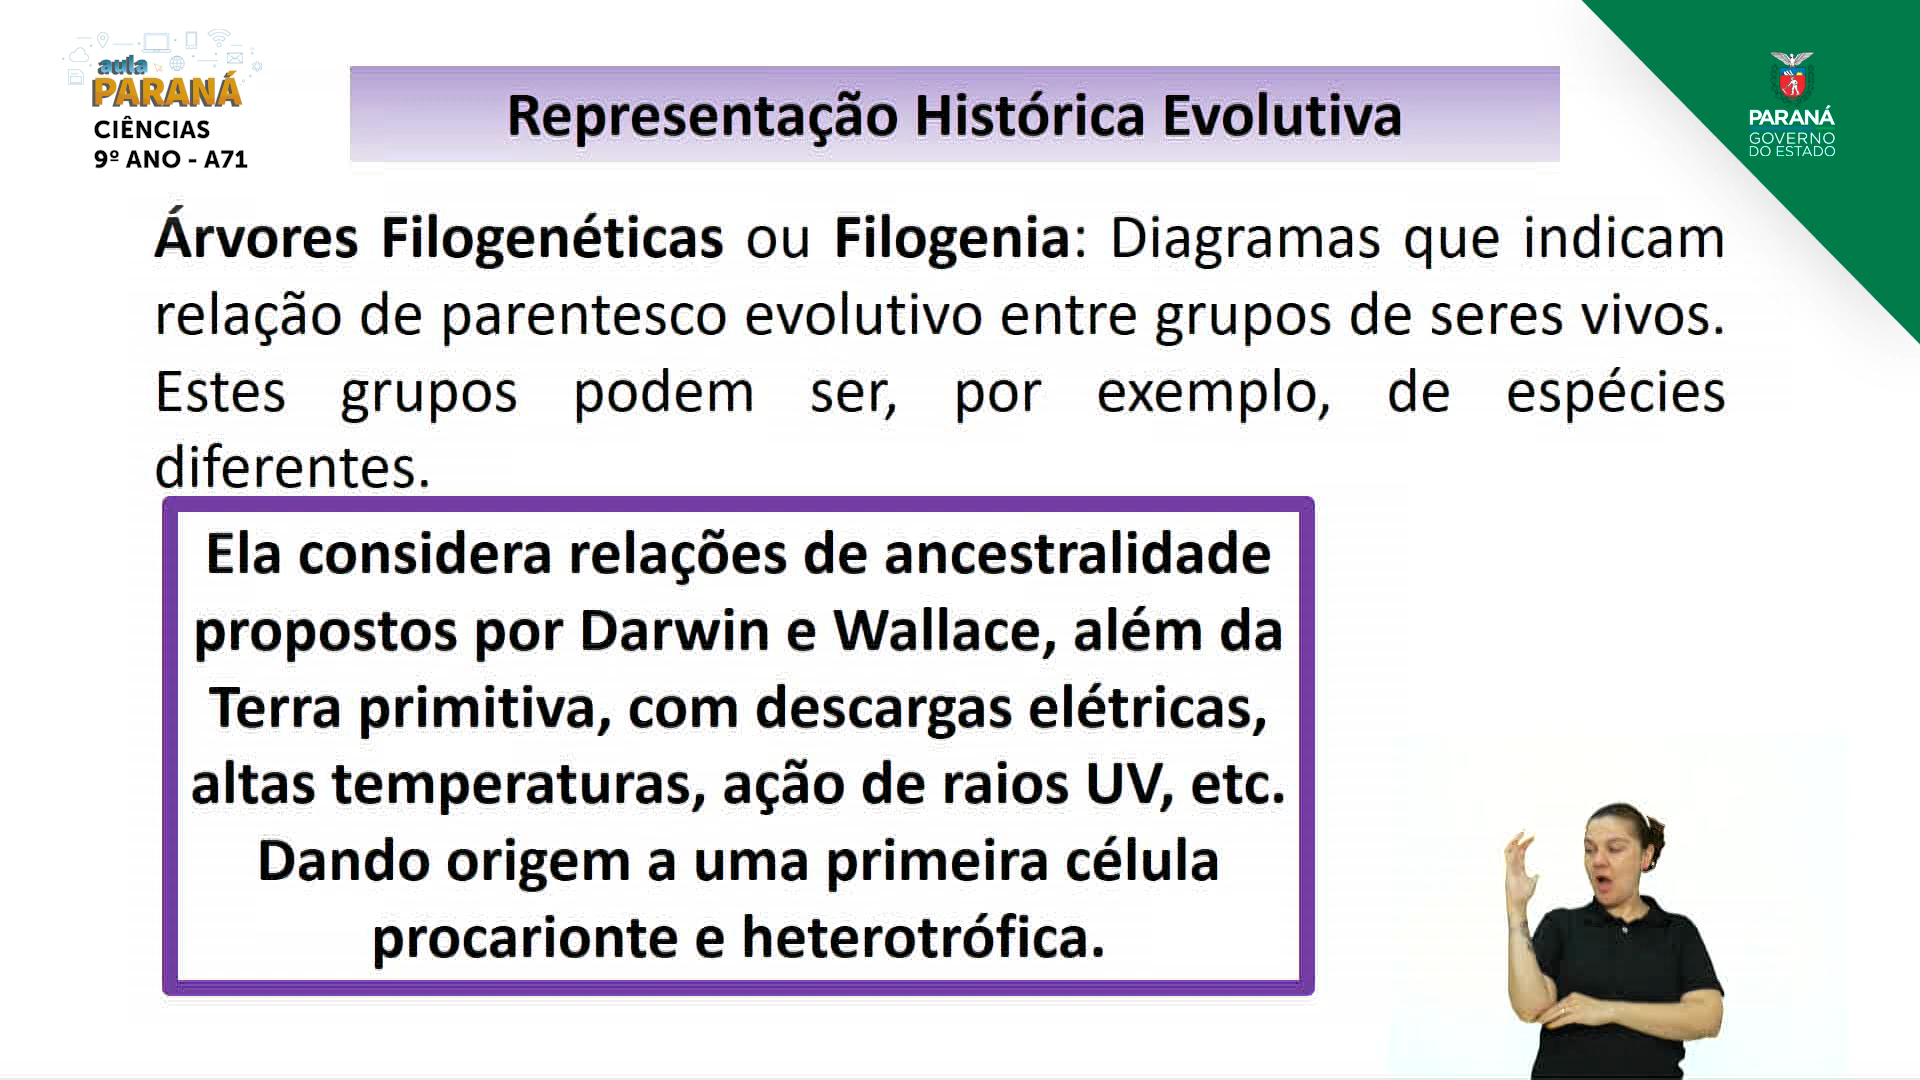 aula
PARANÁ
CIÊNCIAS
9º ANO - A71
Representação Histórica Evolutiva
PARANÁ
GOVERNO
DO ESTADO
Árvores Filogenéticas ou Filogenia: Diagramas que indicam
relação de parentesco evolutivo entre grupos de seres vivos.
Estes grupos podem ser, por exemplo, de espécies
diferentes.
Ela considera relações de ancestralidade
propostos por Darwin e Wallace, além da
Terra primitiva, com descargas elétricas,
altas temperaturas, ação de raios UV, etc.
Dando origem a uma primeira célula
procarionte e heterotrófica.